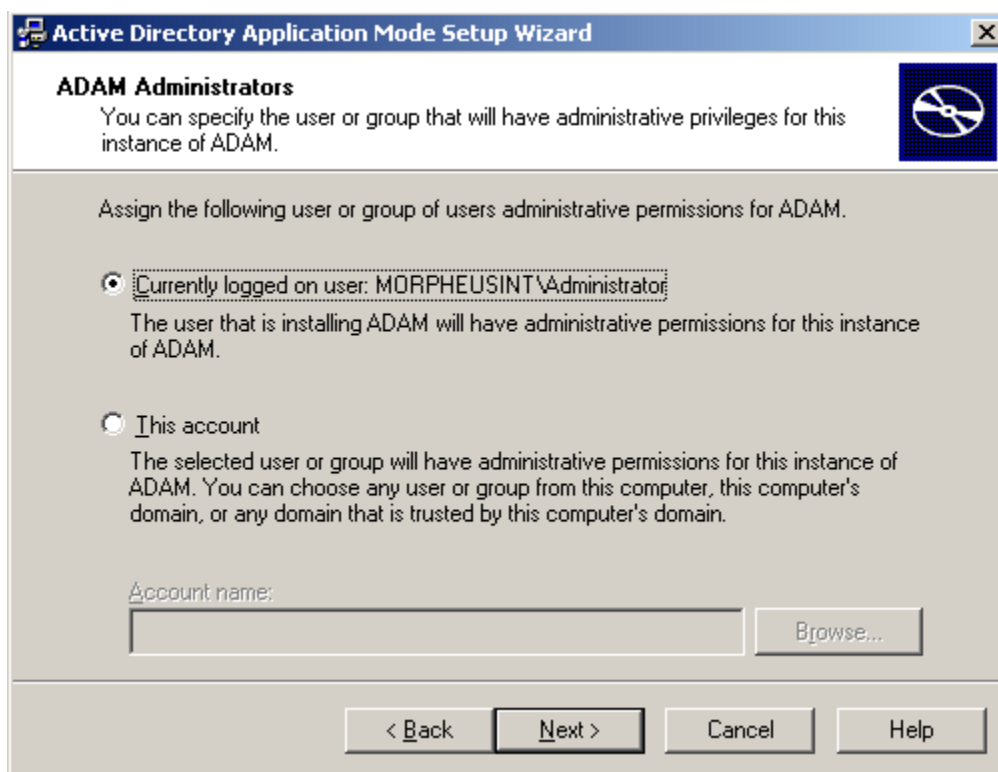 Active Directory Application Mode Setup Wizard
ADAM Administrators
You can specify the user or group that will have administrative privileges for this
instance of ADAM.
Assign the following user or group of users administrative permissions for ADAM.
Currently logged on user: MORPHEUSINT\Administrator
The user that is installing ADAM will have administrative permissions for this instance
of ADAM.
This account
The selected user or group will have administrative permissions for this instance of
ADAM. You can choose any user or group from this computer, this computer's
domain, or any domain that is trusted by this computer's domain.
Account name:
Browse...
< Back
Next >
Cancel
Help